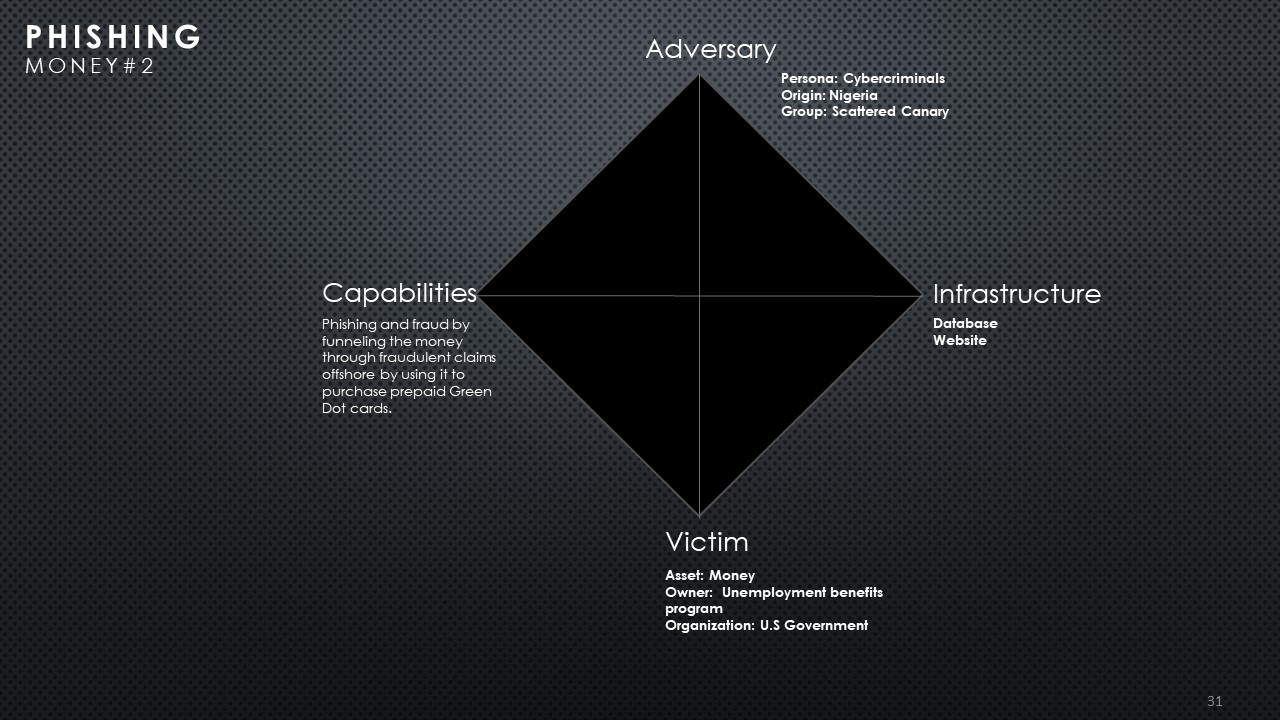 PHISHING
MONEY#2
Adversary
Persona: Cybercriminals
Origin: Nigeria
Group: Scattered Canary
Capabilities
Phishing and fraud by
funneling the money
through fraudulent claims
offshore by using it to
purchase prepaid Green
Dot cards.
Infrastructure
Database
Website
Victim
Asset: Money
Owner: Unemployment benefits
program
Organization: U.S Government
31